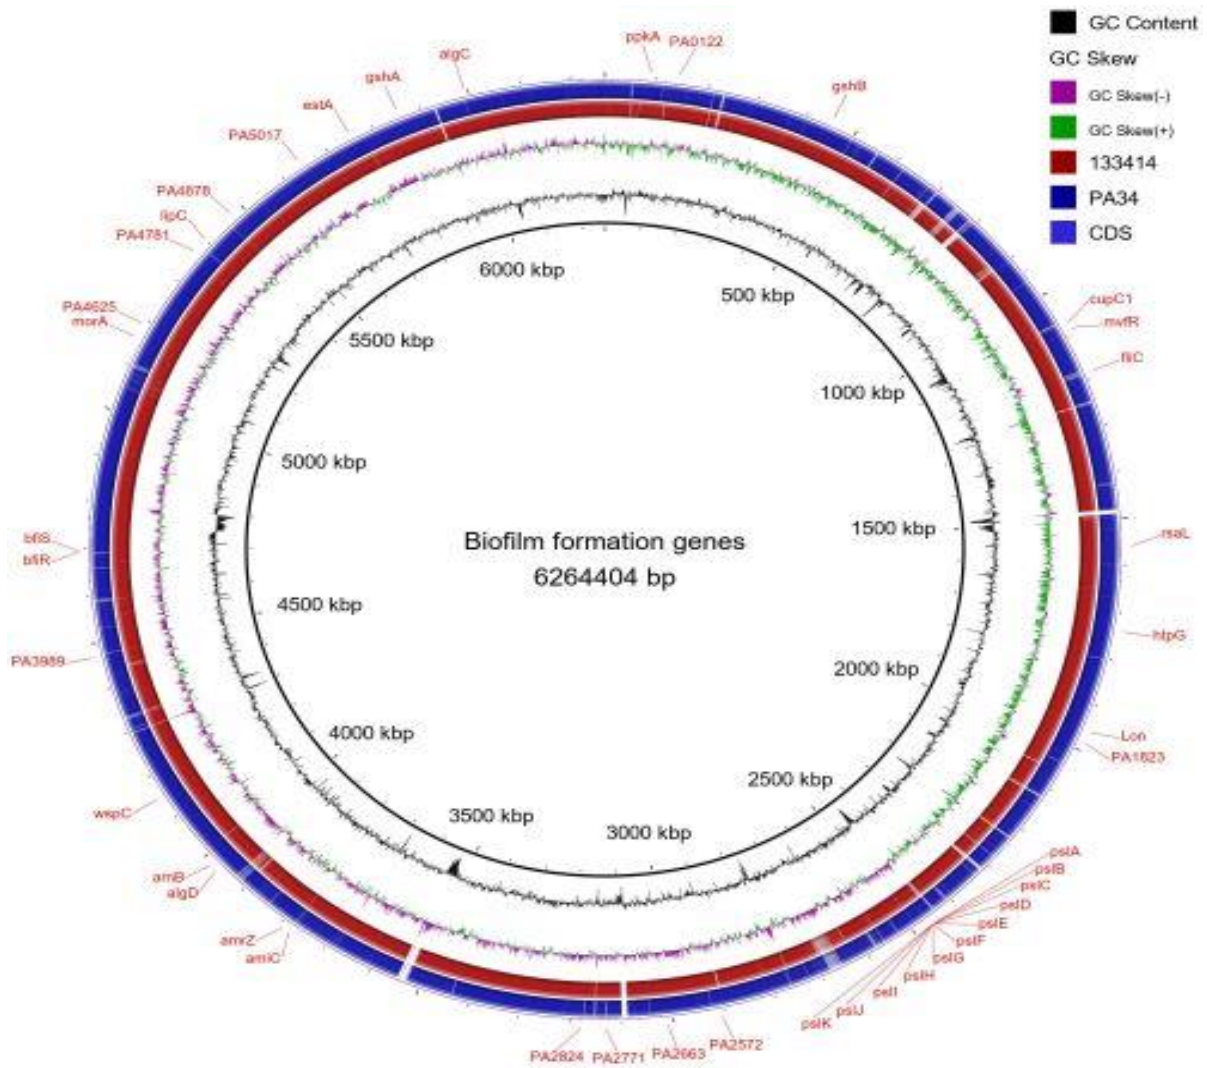 GC Content
GC Skew
GC Skew(-)
GC Skew(+)
133414
PA34
CDS
ppkA
PA0122
gshB
cupC1
mvfR
fliC
rsaL
htpG
Lon
PA1823
pslA
pslB
pslC
pslD
pslE
pslF
pslG
pslH
pslI
pslJ
pslK
PA2572
PA2663
PA2771
PA2824
amiC
amrZ
algD
arnB
wspC
PA3989
bfiR
bfiS
morA
PA4625
PA4781
lipC
PA4878
PA5017
estA
gshA
algC
500 kbp
1000 kbp
1500 kbp
2000 kbp
2500 kbp
3000 kbp
3500 kbp
4000 kbp
4500 kbp
5000 kbp
5500 kbp
6000 kbp
Biofilm formation genes
6264404 bp